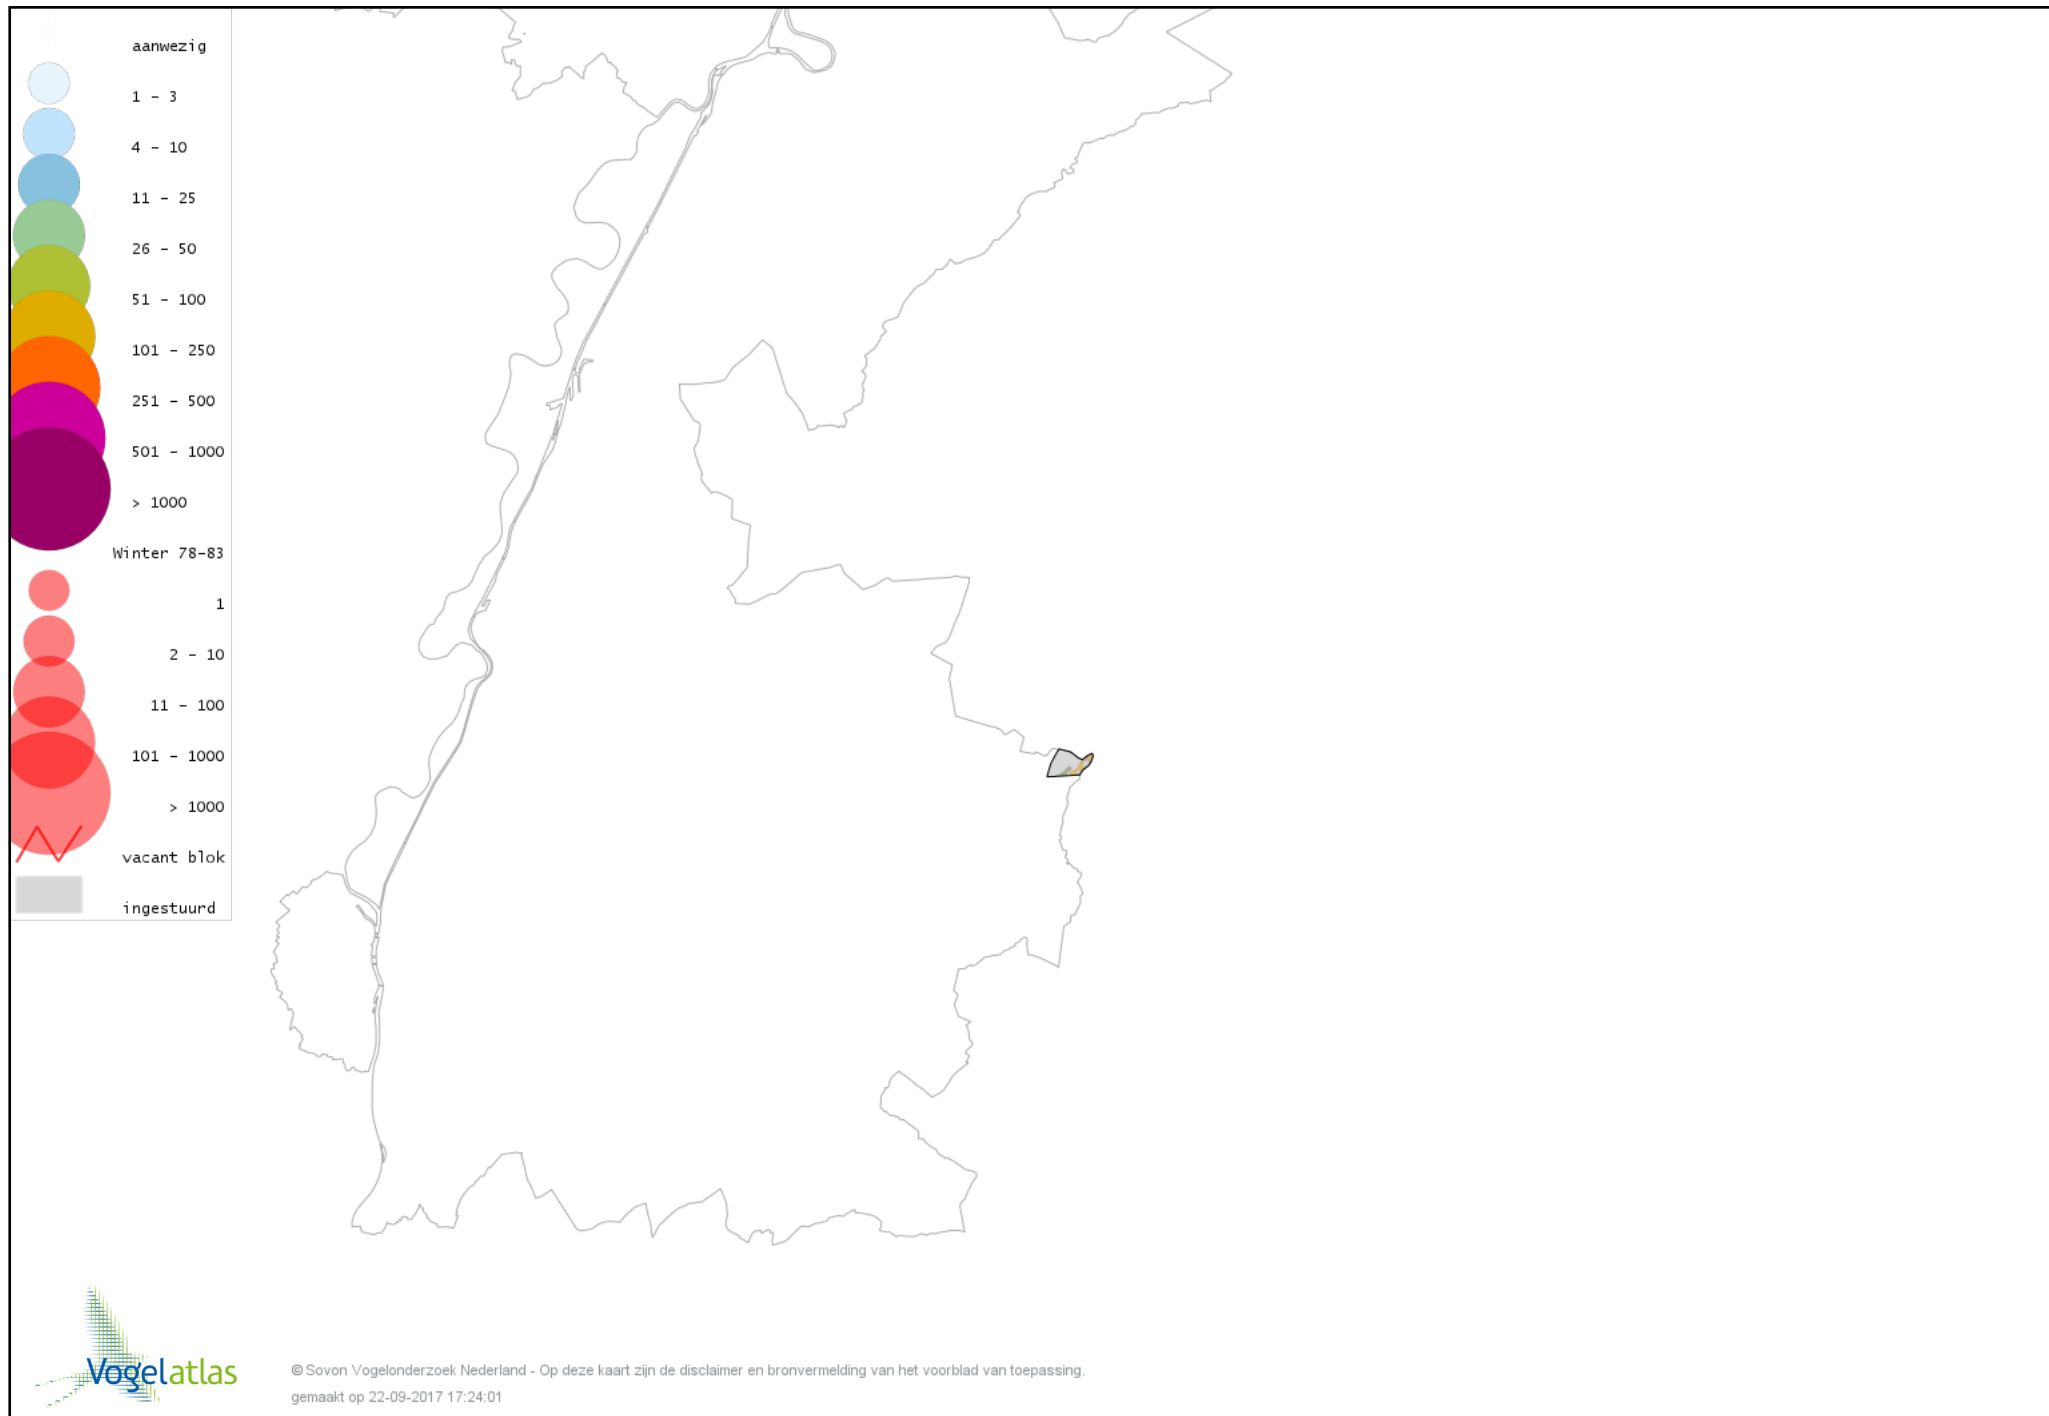 aanwezig
1 - 3
4 - 10
11 - 25
26 - 50
51 - 100
101 - 250
251 - 500
501 - 1000
> 1000
Winter 78-83
1
2 - 10
11 - 100
101 - 1000
> 1000
vacant blok
ingestuurd
Vogelatlas
© Sovon Vogelonderzoek Nederland - Op deze kaart zijn de disclaimer en bronvermelding van het voorblad van toepassing.
gemaakt op 22-09-2017 17:24:01